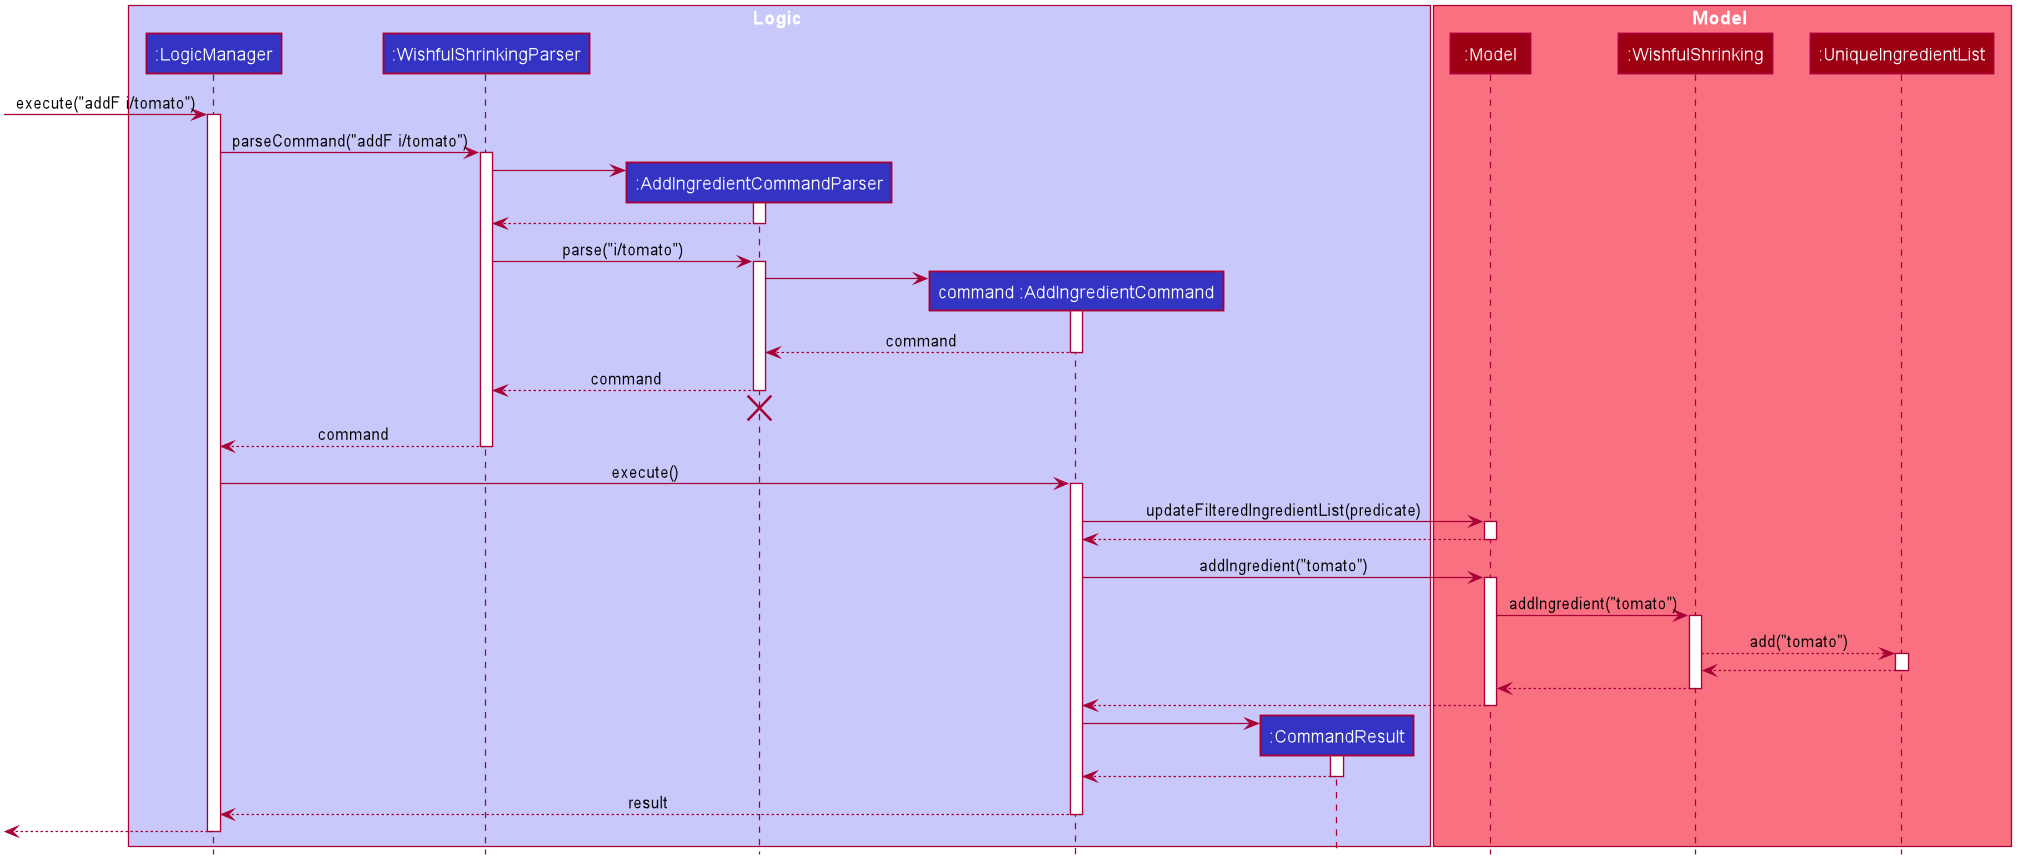 Logic
Model
:LogicManager
:WishfulShrinkingParser
:Model
:WishfulShrinking
:UniqueIngredientList
execute("addF i/tomato")
parseCommand("addF i/tomato")
:AddIngredientCommandParser
parse("i/tomato")
command :AddIngredientCommand
command
command
command
execute()
updateFilteredIngredientList(predicate)
addIngredient("tomato")
addIngredient("tomato")
add("tomato")
:CommandResult
result